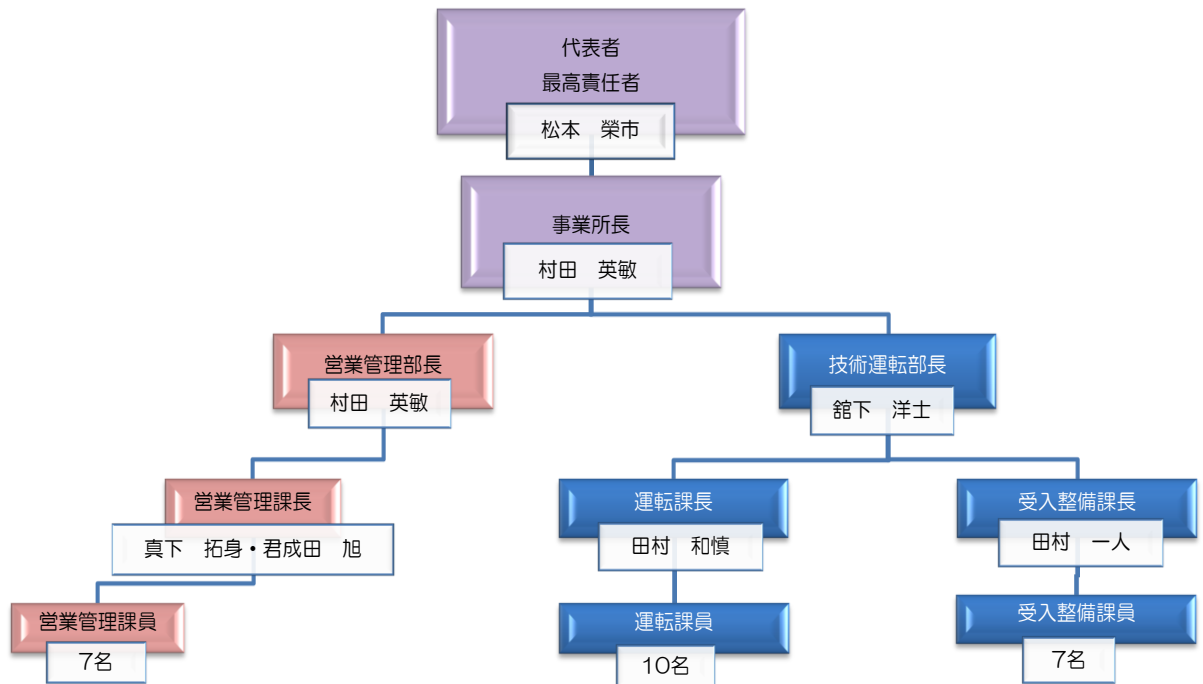 代表者
最高責任者
松本　榮市
事業所長
村田　英敏
営業管理部長
村田　英敏
技術運転部長
舘下　洋士
営業管理課長
真下　拓身・君成田　旭
運転課長
田村　和慎
受入整備課長
田村　一人
営業管理課員
7名
運転課員
10名
受入整備課員
7名